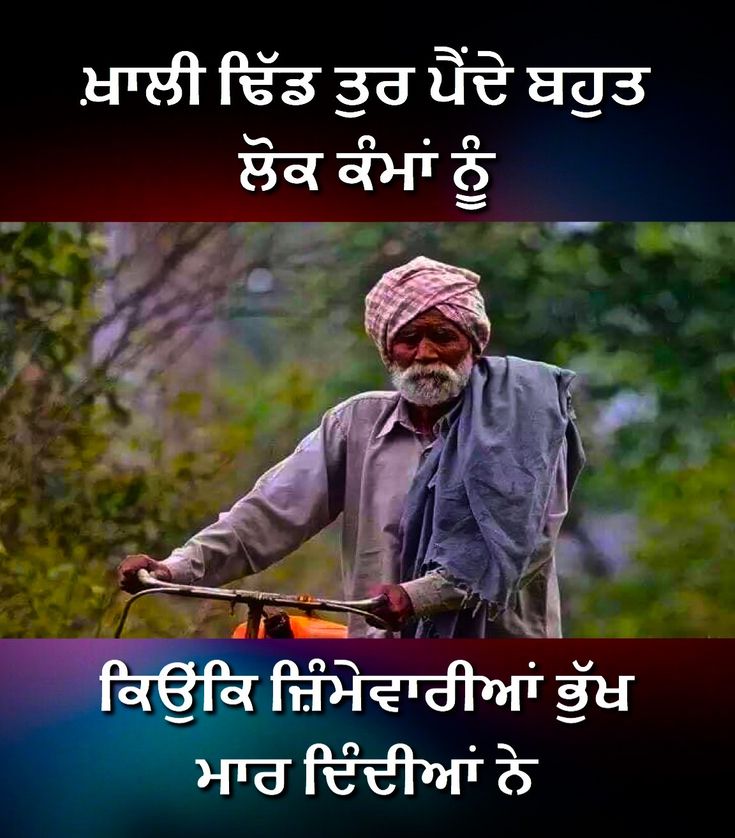 ਖ਼ਾਲੀ ਢਿੱਡ ਤੁਰ ਪੈਂਦੇ ਬਹੁਤ
ਲੋਕ ਕੰਮਾਂ ਨੂੰ
ਕਿਉਂਕਿ ਜ਼ਿੰਮੇਵਾਰੀਆਂ ਭੁੱਖ
ਮਾਰ ਦਿੰਦੀਆਂ ਨੇ